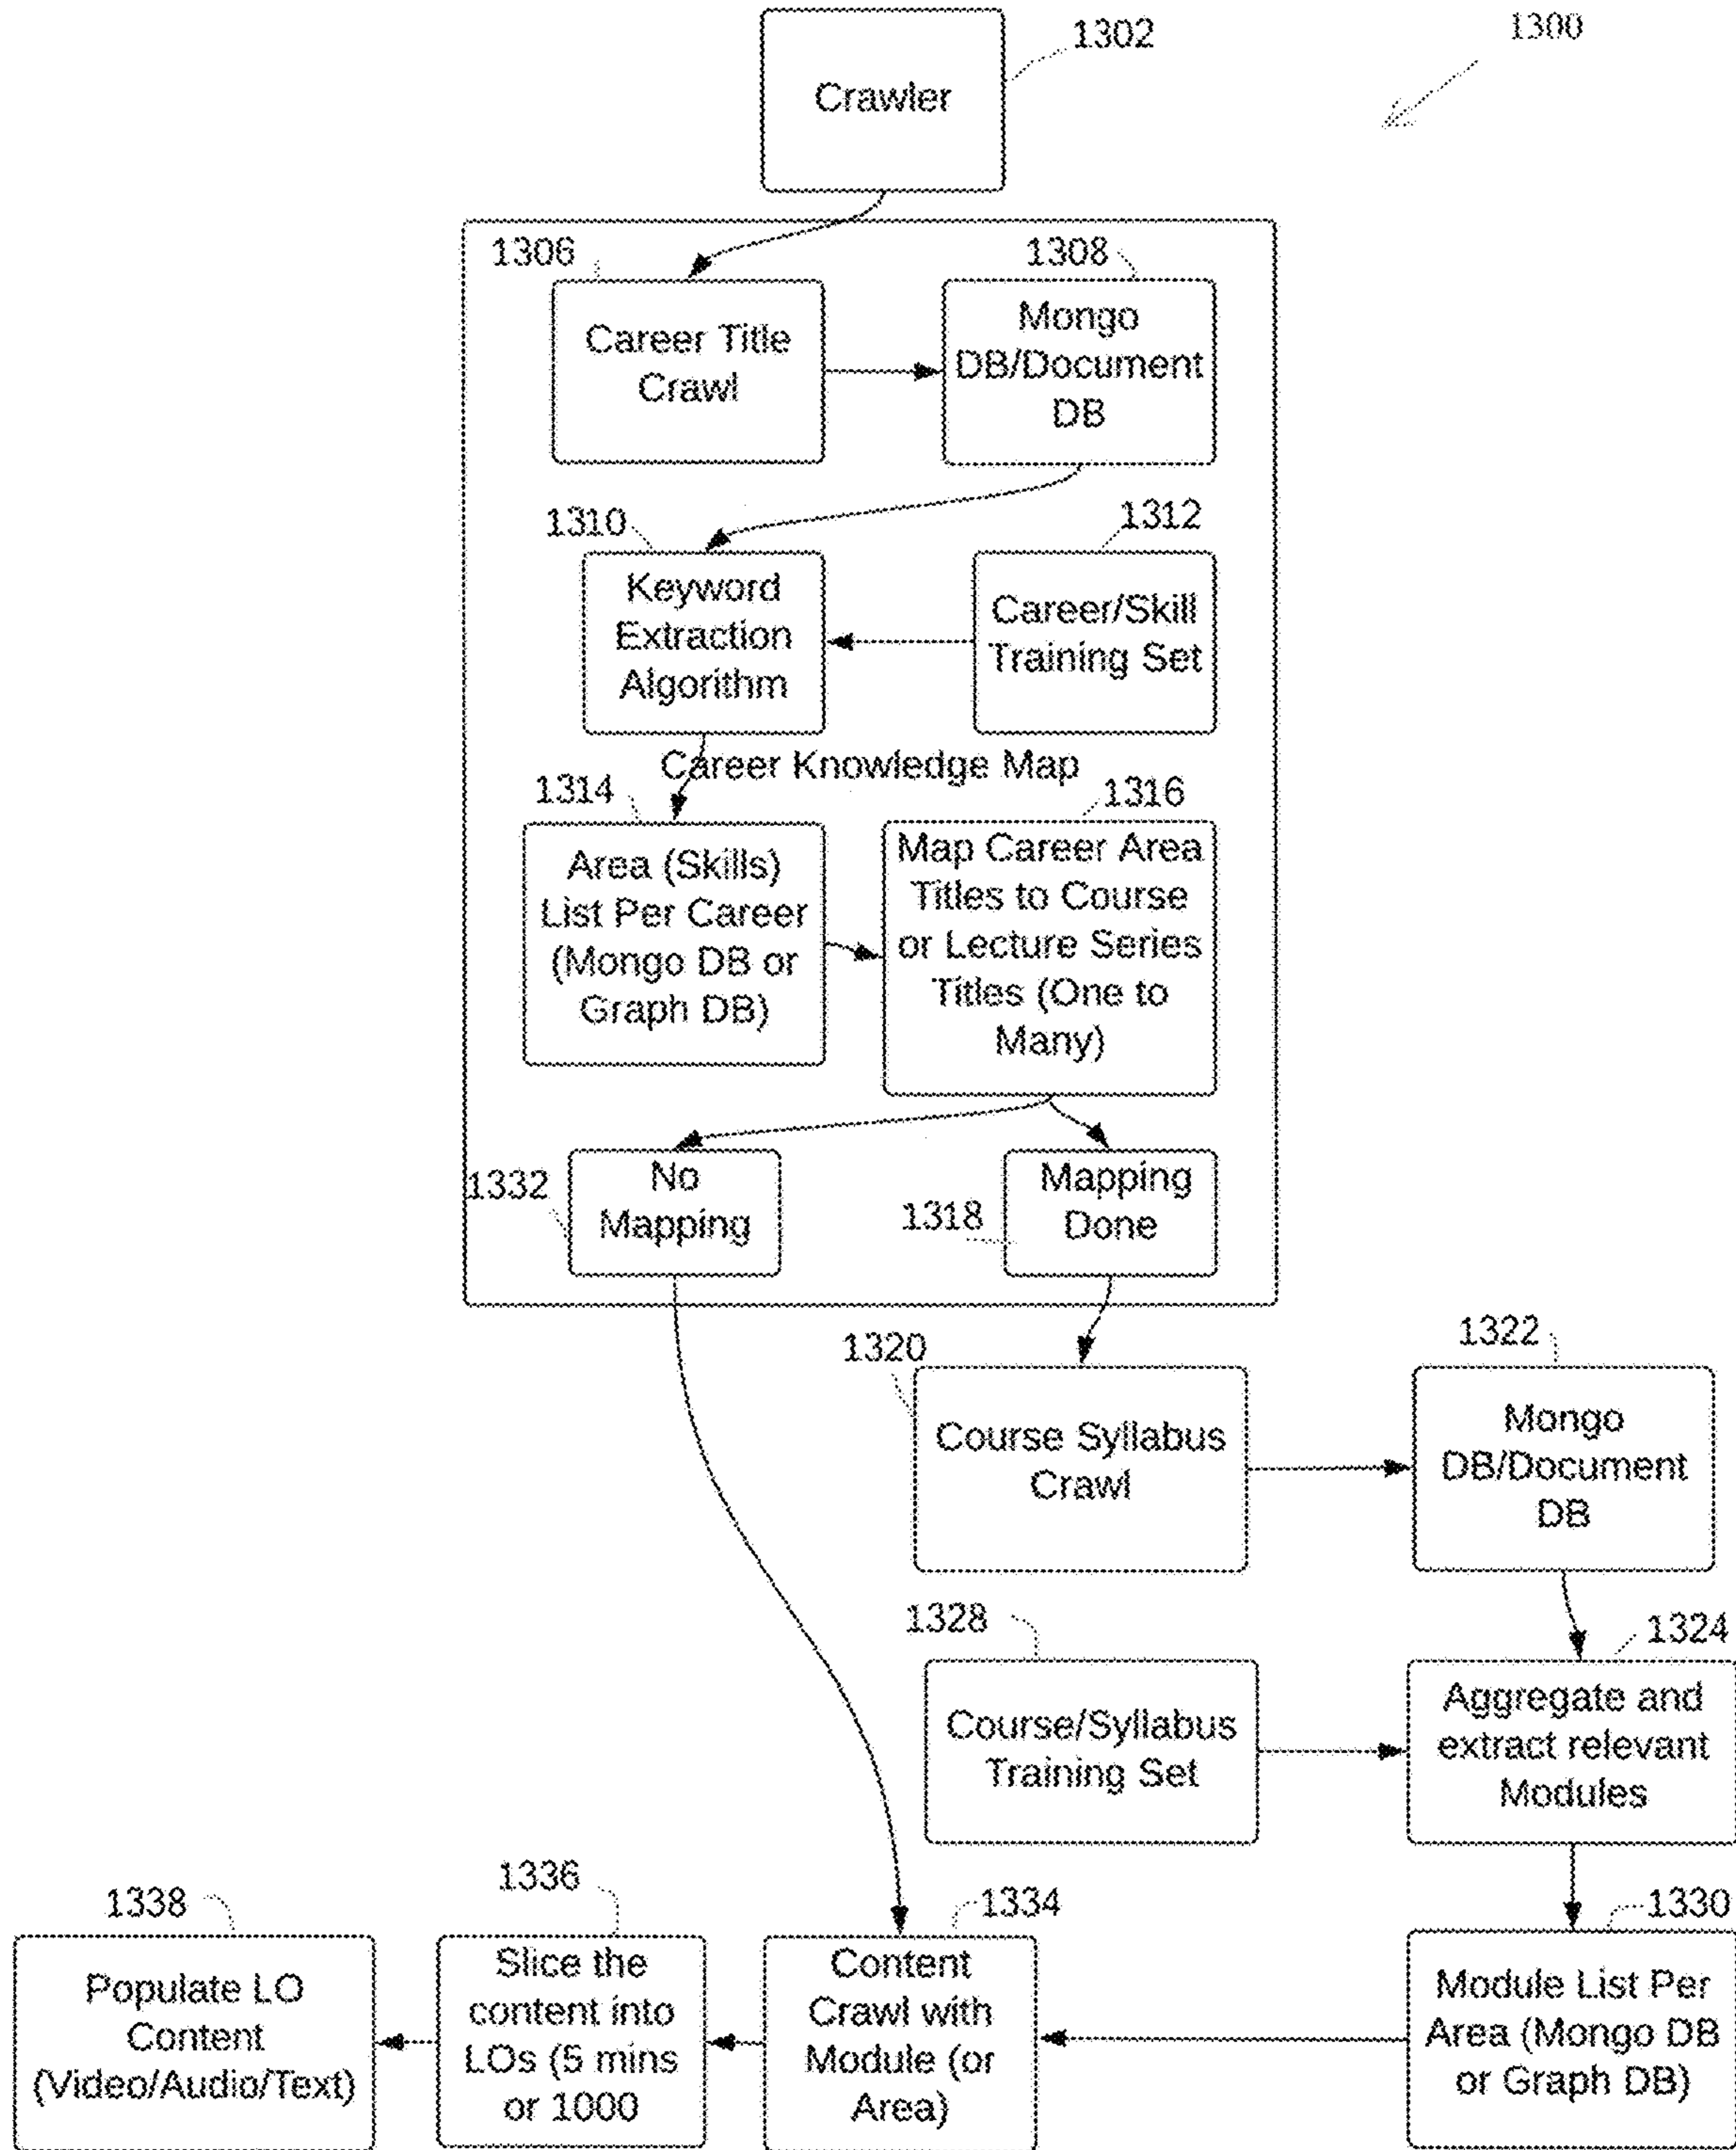 1302
1300
Crawler
1306
1308
Career Title
Crawl
Mongo
DB/Document
DB
1310
1312
Keyword
Extraction
Algorithm
Career/Skill
Training Set
Career Knowledge Map
1314
1316
Area (Skills)
List Per Career
(Mongo DB or
Graph DB)
Map Career Area
Titles to Course
or Lecture Series
Titles (One to
Many)
1332
No
Mapping
1318
Mapping
Done
1320
1322
Course Syllabus
Crawl
Mongo
DB/Document
DB
1328
1324
Course/Syllabus
Training Set
Aggregate and
extract relevant
Modules
1338
1336
1334
1330
Populate LO
Content
(Video/Audio/Text)
Slice the
content into
LOs (5 mins
or 1000
Content
Crawl with
Module (or
Area)
Module List Per
Area (Mongo DB
or Graph DB)